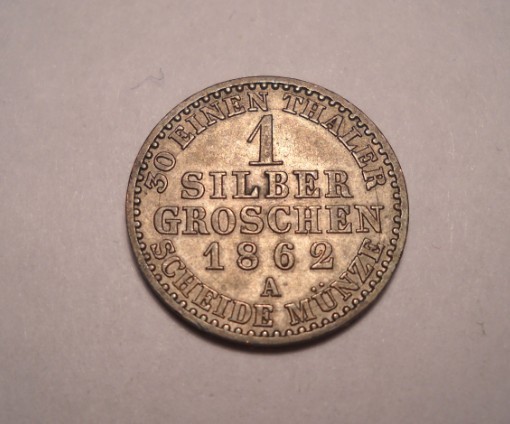 30 EINEN THALER
1
SILBER
GROSCHEN
1862
A
SCHEIDE MÜNZE